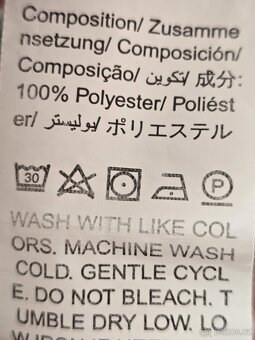 Composition/ Zusamme
nsetzung/ Composición/
Composição/ تكوين/ 成分:
100% Polyester/ Poliést
er/ بوليستر/ ポリエステル
30 P
WASH WITH LIKE COL
ORS. MACHINE WASH
COLD. GENTLE CYCL
E. DO NOT BLEACH. T
UMBLE DRY LOW. LO